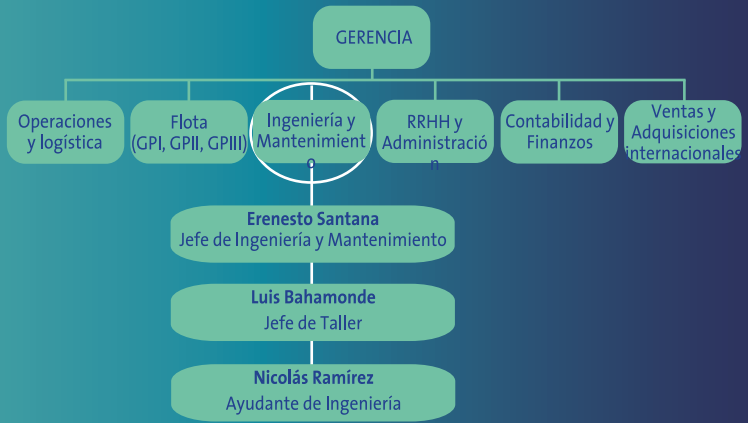 GERENCIA
Operaciones
y logística
Flota
(GPI, GPII, GPIII)
Ingeniería y
Mantenimient
o
RRHH y
Administració
n
Contabilidad y
Finanzos
Ventas y
Adquisiciones
internacionales
Erenesto Santana
Jefe de Ingeniería y Mantenimiento
Luis Bahamonde
Jefe de Taller
Nicolás Ramírez
Ayudante de Ingeniería